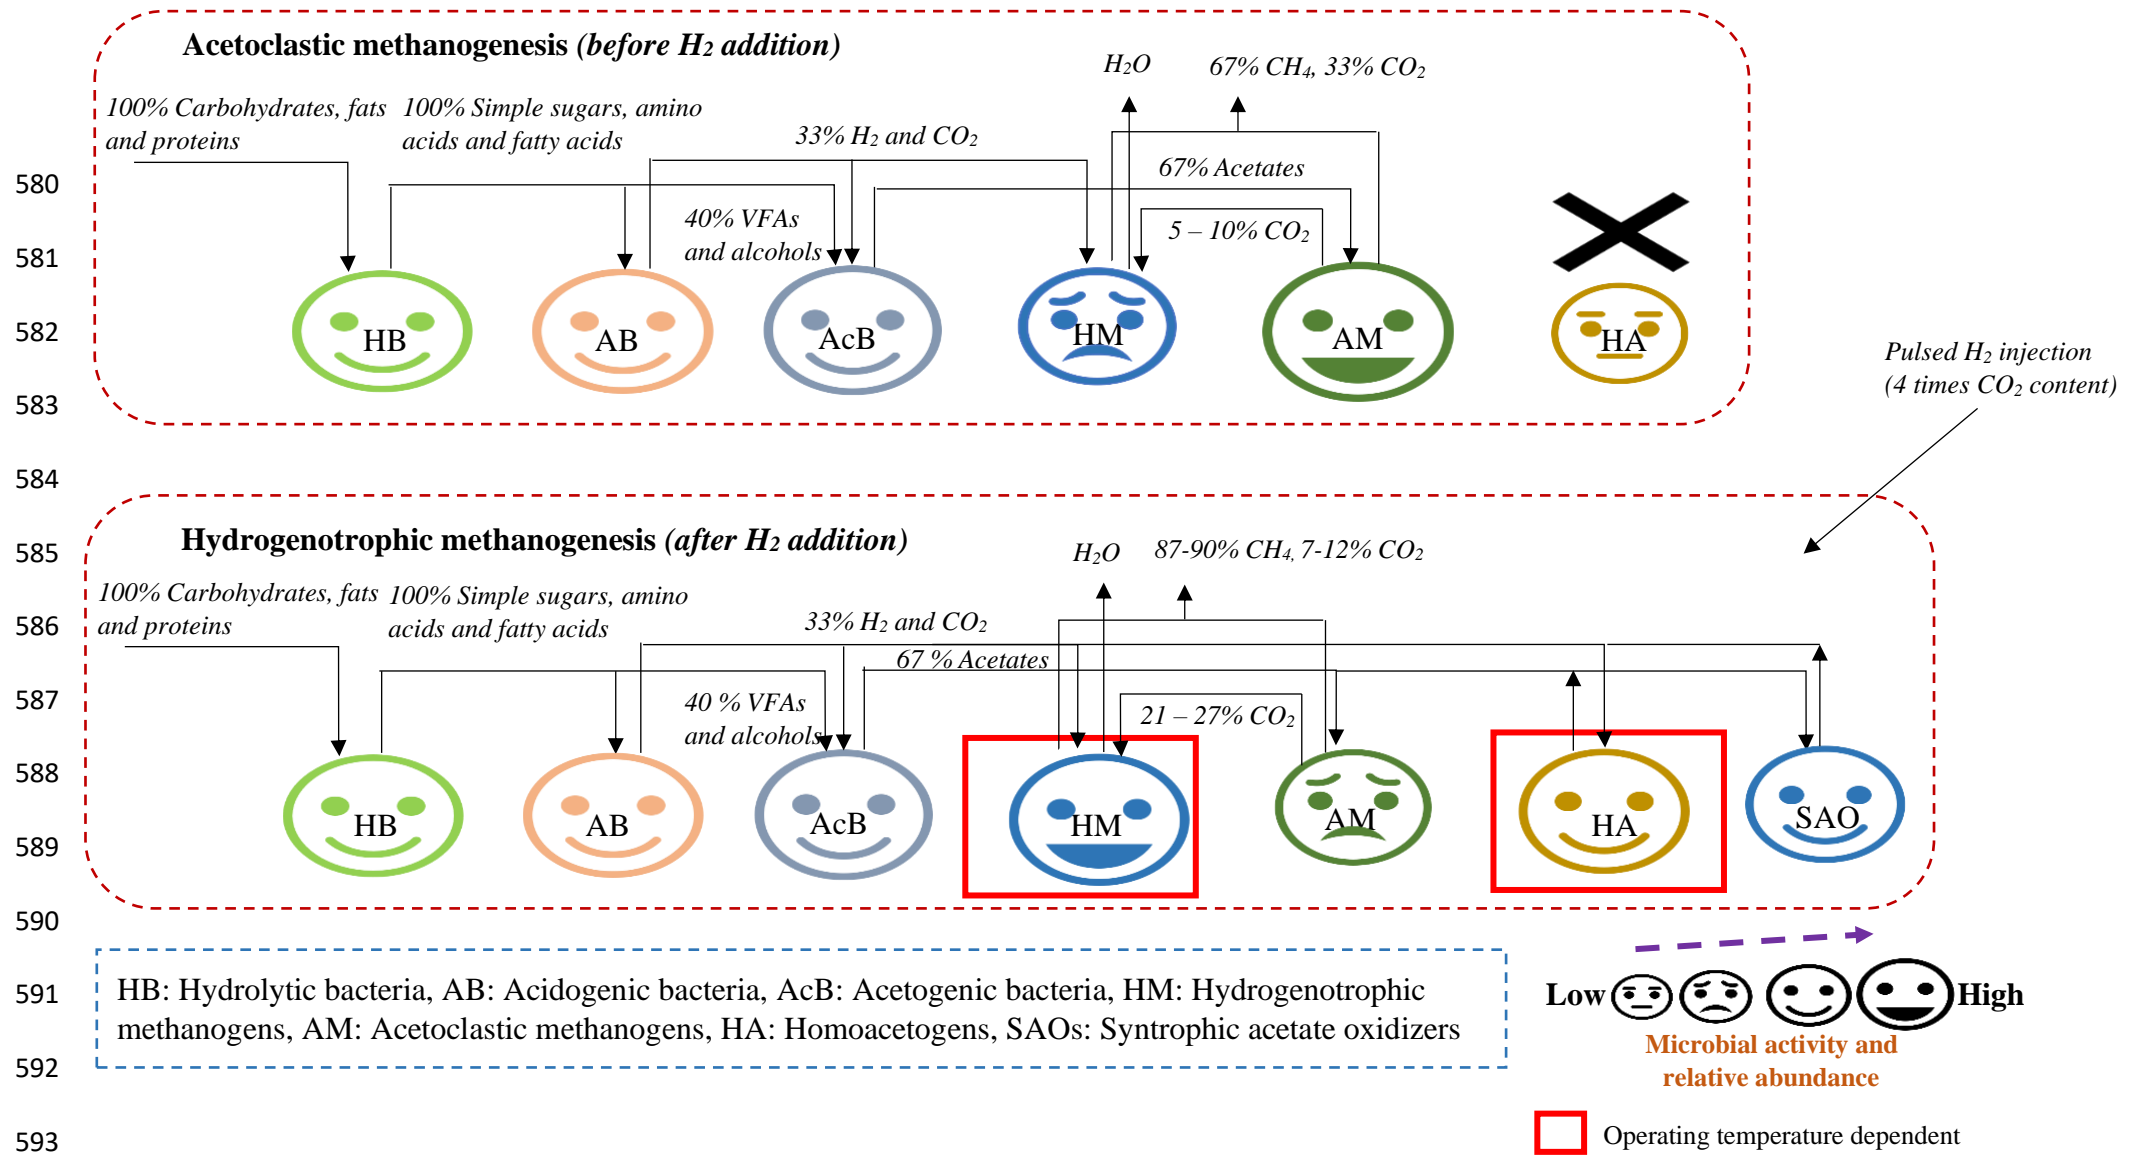 Acetoclastic methanogenesis (before H2 addition)
H2O
67% CH4, 33% CO2
100% Carbohydrates, fats
and proteins
100% Simple sugars, amino
acids and fatty acids
33% H2 and CO2
67% Acetates
580
40% VFAs
and alcohols
5 – 10% CO2
581
HB
AB
AcB
HM
AM
HA
582
Pulsed H2 injection
(4 times CO2 content)
583
584
Hydrogenotrophic methanogenesis (after H2 addition)
585
H2O
87-90% CH4, 7-12% CO2
100% Carbohydrates, fats
and proteins
100% Simple sugars, amino
acids and fatty acids
586
33% H2 and CO2
67 % Acetates
587
40 % VFAs
and alcohols
21 – 27% CO2
588
HB
AB
AcB
HM
AM
HA
SAO
589
590
HB: Hydrolytic bacteria, AB: Acidogenic bacteria, AcB: Acetogenic bacteria, HM: Hydrogenotrophic
methanogens, AM: Acetoclastic methanogens, HA: Homoacetogens, SAOs: Syntrophic acetate oxidizers
591
Low
High
Microbial activity and
relative abundance
592
593
Operating temperature dependent